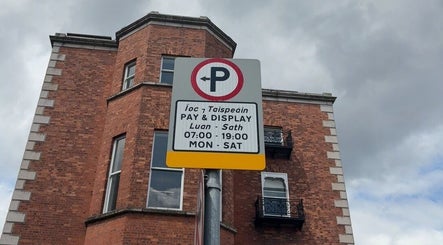 P
Íoc ⁊ Taispeáin
PAY & DISPLAY
Luan - Sath
07:00 - 19:00
MON - SAT